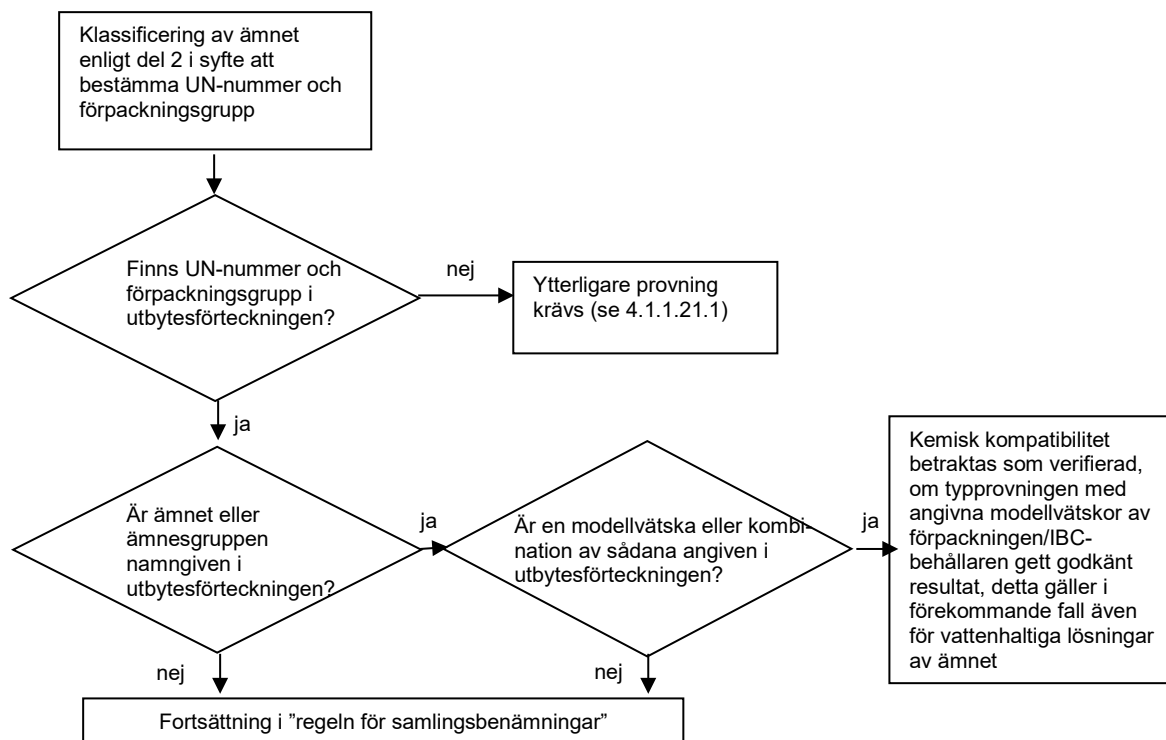 Klassificering av ämnet
enligt del 2 i syfte att
bestämma UN-nummer och
förpackningsgrupp
Finns UN-nummer och
förpackningsgrupp i
utbytesförteckningen?
nej
Ytterligare provning
krävs (se 4.1.1.21.1)
ja
Är ämnet eller
ämnesgruppen
namngiven i
utbytesförteckningen?
ja
Är en modellvätska eller kombi-
nation av sådana angiven i
utbytesförteckningen?
ja
Kemisk kompatibilitet
betraktas som verifierad,
om typprovningen med
angivna modellvätskor av
förpackningen/IBC-
behållaren gett godkänt
resultat, detta gäller i
förekommande fall även
för vattenhaltiga lösningar
av ämnet
nej
nej
Fortsättning i ”regeln för samlingsbenämningar”